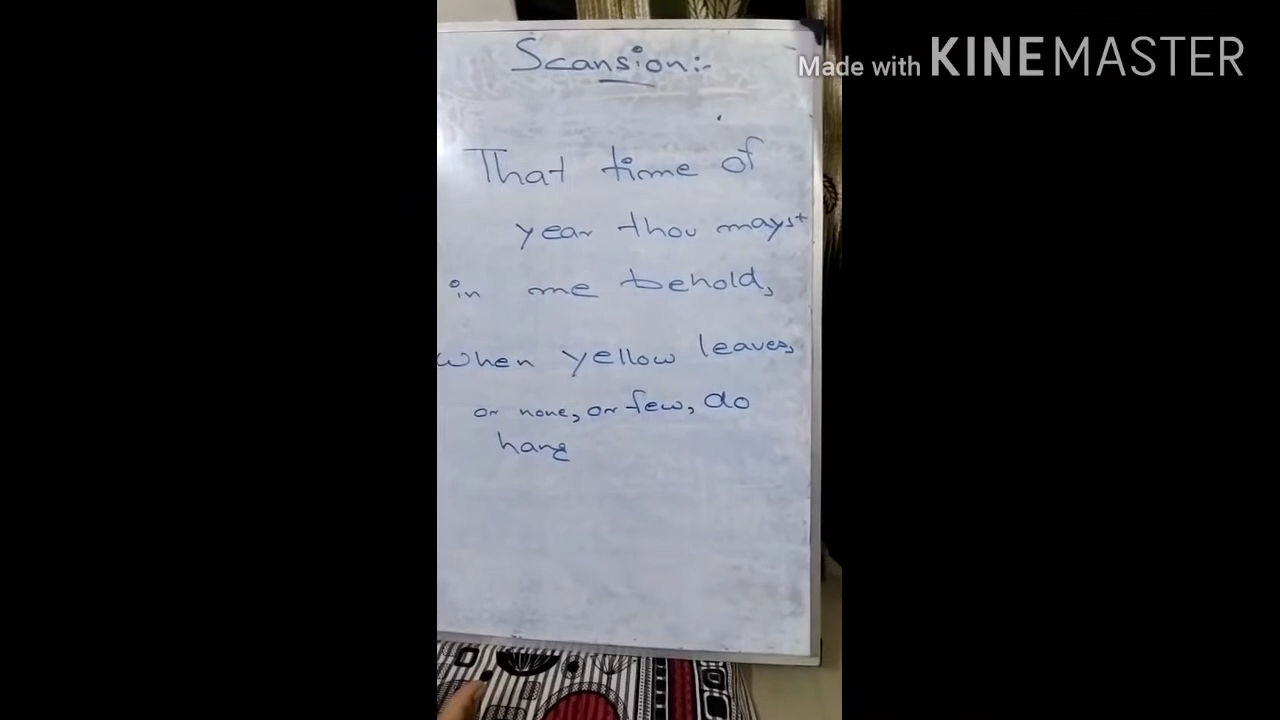 Made with KINEMASTER
Scansion:-
That time of
year thou mayst
in me behold,
when yellow leaves,
or none, or few, do
hang